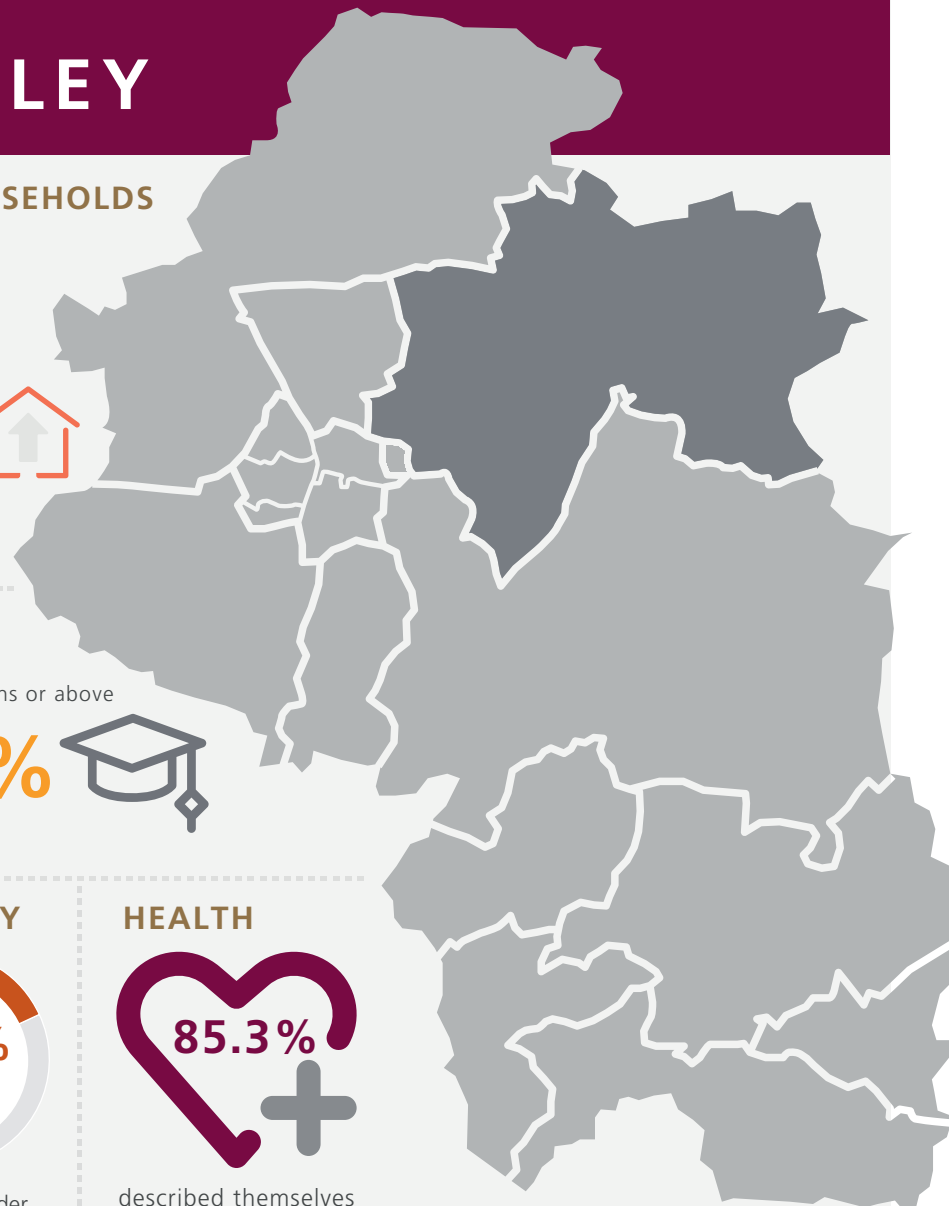 LEY
SEHOLDS
ns or above
%
Y
HEALTH
%
85.3%
der
described themselves